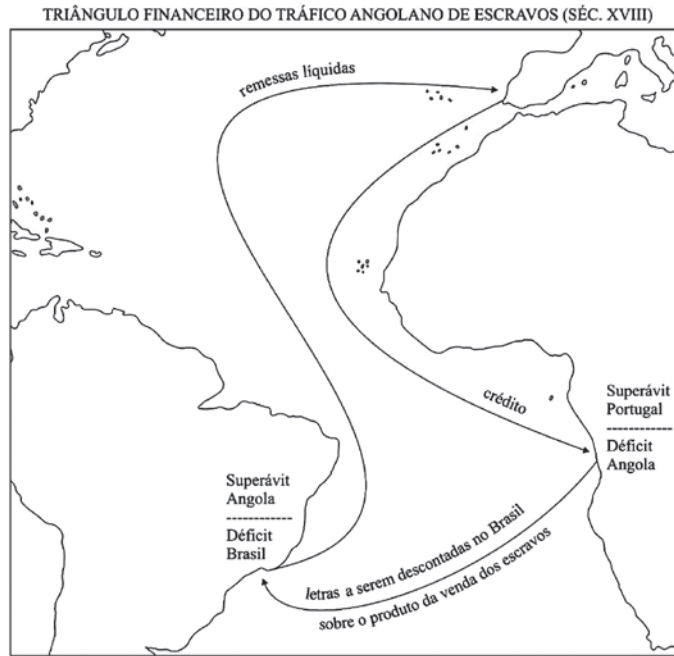 TRIÂNGULO FINANCEIRO DO TRÁFICO ANGOLANO DE ESCRAVOS (SÉC. XVIII)
remessas líquidas
crédito
Superávit
Portugal
------------
Déficit
Angola
Superávit
Angola
------------
Déficit
Brasil
letras a serem descontadas no Brasil
sobre o produto da venda dos escravos